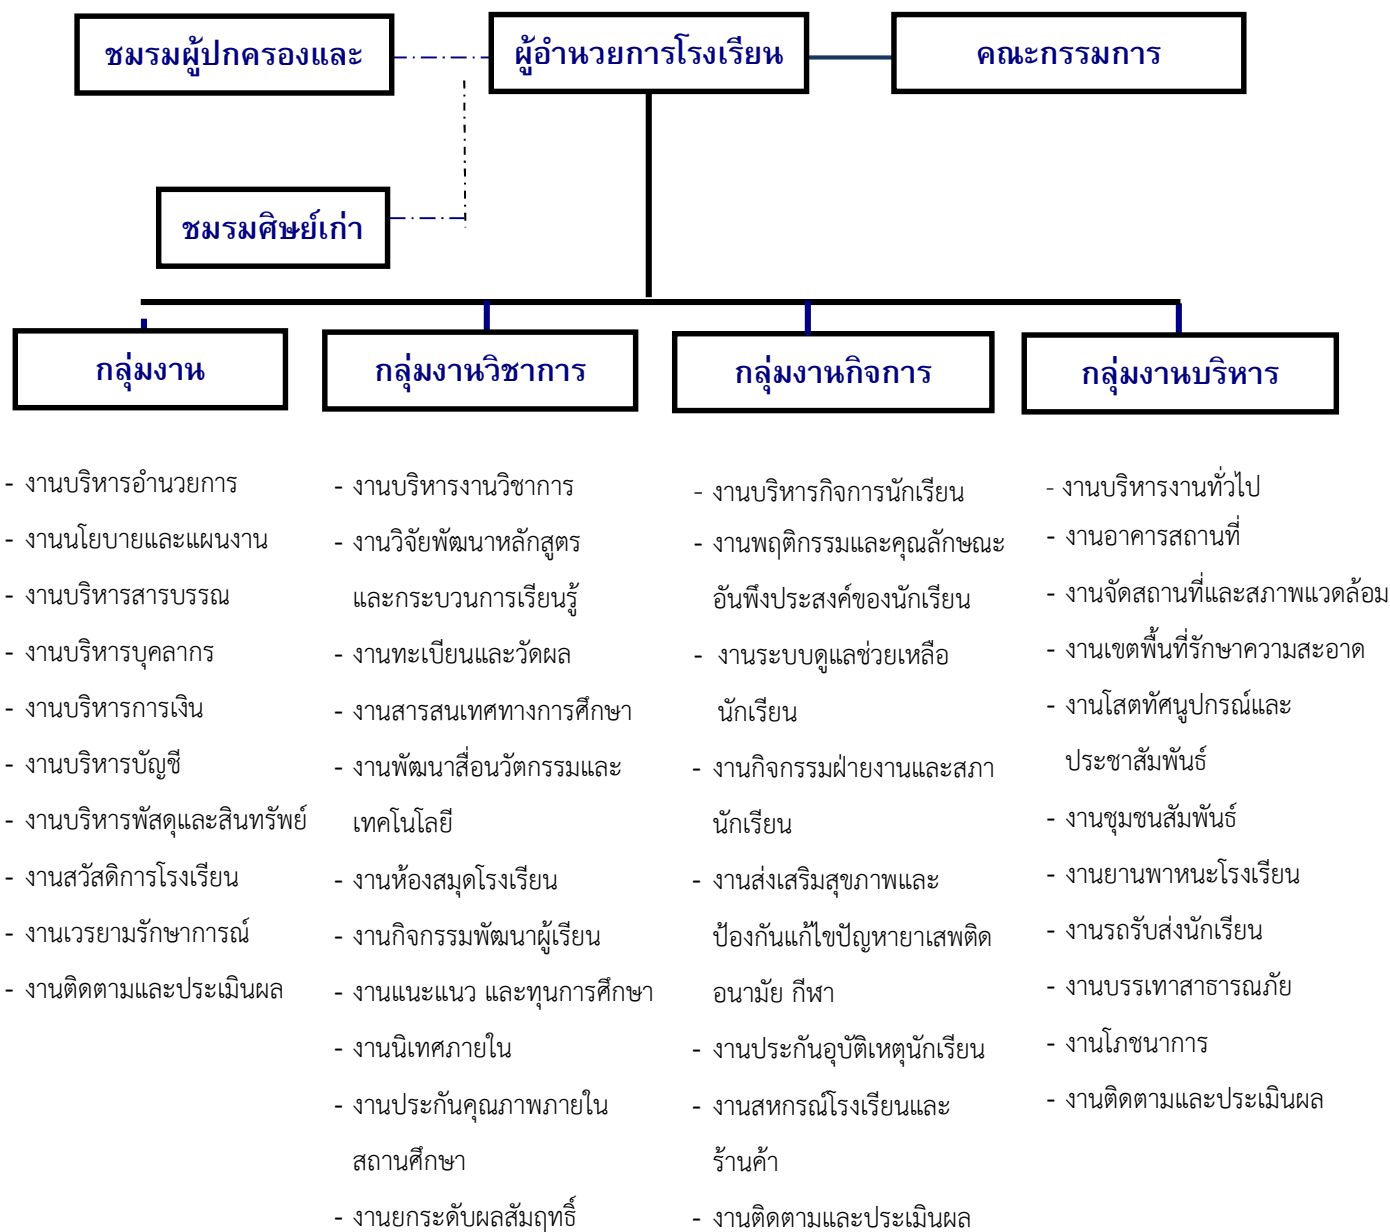 ชมรมผู้ปกครองและ
ผู้อำนวยการโรงเรียน
คณะกรรมการ
ชมรมศิษย์เก่า
กลุ่มงาน
- งานบริหารอำนวยการ
- งานนโยบายและแผนงาน
- งานบริหารสารบรรณ
- งานบริหารบุคลากร
- งานบริหารการเงิน
- งานบริหารบัญชี
- งานบริหารพัสดุและสินทรัพย์
- งานสวัสดิการโรงเรียน
- งานเวรยามรักษาการณ์
- งานติดตามและประเมินผล
กลุ่มงานวิชาการ
- งานบริหารงานวิชาการ
- งานวิจัยพัฒนาหลักสูตร
และกระบวนการเรียนรู้
- งานทะเบียนและวัดผล
- งานสารสนเทศทางการศึกษา
- งานพัฒนาสื่อนวัตกรรมและ
เทคโนโลยี
- งานห้องสมุดโรงเรียน
- งานกิจกรรมพัฒนาผู้เรียน
- งานแนะแนว และทุนการศึกษา
- งานนิเทศภายใน
- งานประกันคุณภาพภายใน
สถานศึกษา
- งานยกระดับผลสัมฤทธิ์
กลุ่มงานกิจการ
- งานบริหารกิจการนักเรียน
- งานพฤติกรรมและคุณลักษณะ
อันพึงประสงค์ของนักเรียน
- งานระบบดูแลช่วยเหลือ
นักเรียน
- งานกิจกรรมฝ่ายงานและสภา
นักเรียน
- งานส่งเสริมสุขภาพและ
ป้องกันแก้ไขปัญหายาเสพติด
อนามัย กีฬา
- งานประกันอุบัติเหตุนักเรียน
- งานสหกรณ์โรงเรียนและ
ร้านค้า
- งานติดตามและประเมินผล
กลุ่มงานบริหาร
- งานบริหารงานทั่วไป
- งานอาคารสถานที่
- งานจัดสถานที่และสภาพแวดล้อม
- งานเขตพื้นที่รักษาความสะอาด
- งานโสตทัศนูปกรณ์และ
ประชาสัมพันธ์
- งานชุมชนสัมพันธ์
- งานยานพาหนะโรงเรียน
- งานรถรับส่งนักเรียน
- งานบรรเทาสาธารณภัย
- งานโภชนาการ
- งานติดตามและประเมินผล